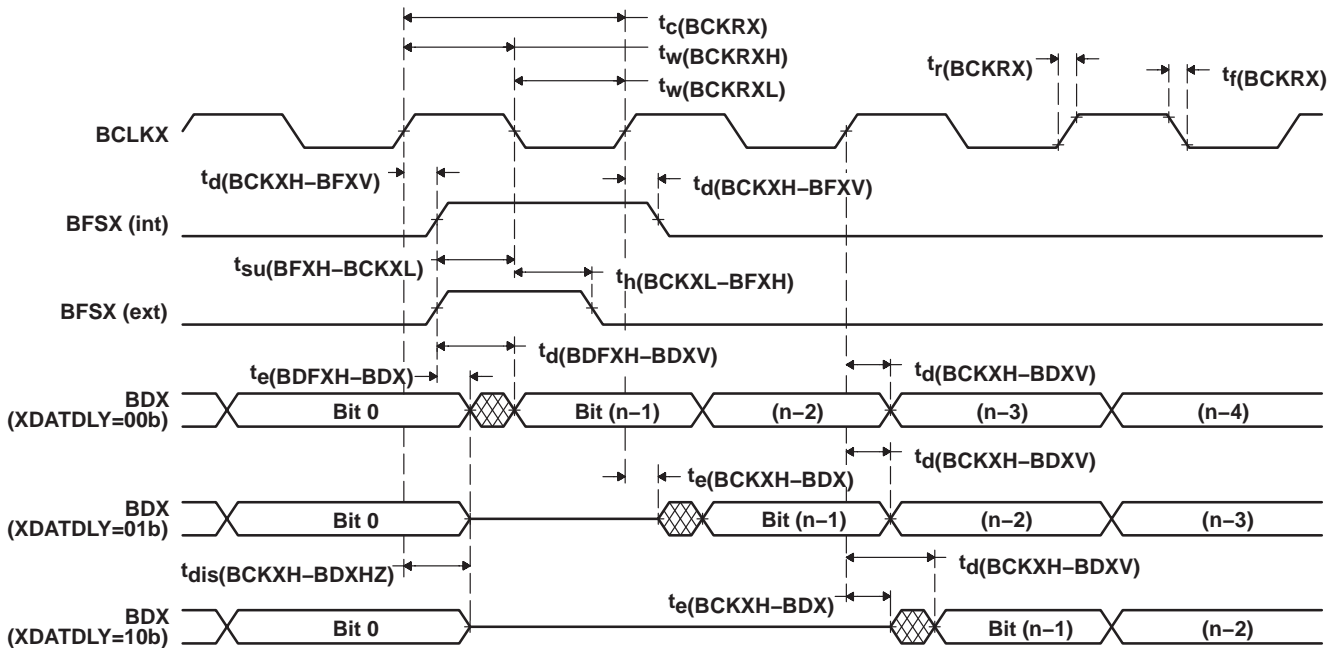 tc(BCKRX)
tw(BCKRXH)
tr(BCKRX)
tf(BCKRX)
tw(BCKRXL)
BCLKX
td(BCKXH–BFXV)
td(BCKXH–BFXV)
BFSX (int)
tsu(BFXH–BCKXL)
th(BCKXL–BFXH)
BFSX (ext)
td(BDFXH–BDXV)
te(BDFXH–BDX)
td(BCKXH–BDXV)
BDX
(XDATDLY=00b)
Bit 0
Bit (n–1)
(n–2)
(n–3)
(n–4)
td(BCKXH–BDXV)
te(BCKXH–BDX)
BDX
(XDATDLY=01b)
Bit 0
Bit (n–1)
(n–2)
(n–3)
tdis(BCKXH–BDXHZ)
td(BCKXH–BDXV)
te(BCKXH–BDX)
BDX
(XDATDLY=10b)
Bit 0
Bit (n–1)
(n–2)